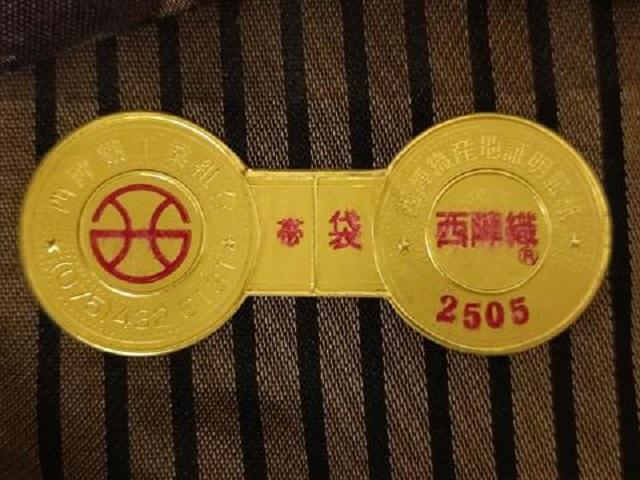 西陣織工業組合
(075)432 6131
帯 袋
西陣織産地証明証紙
西陣織®
2505